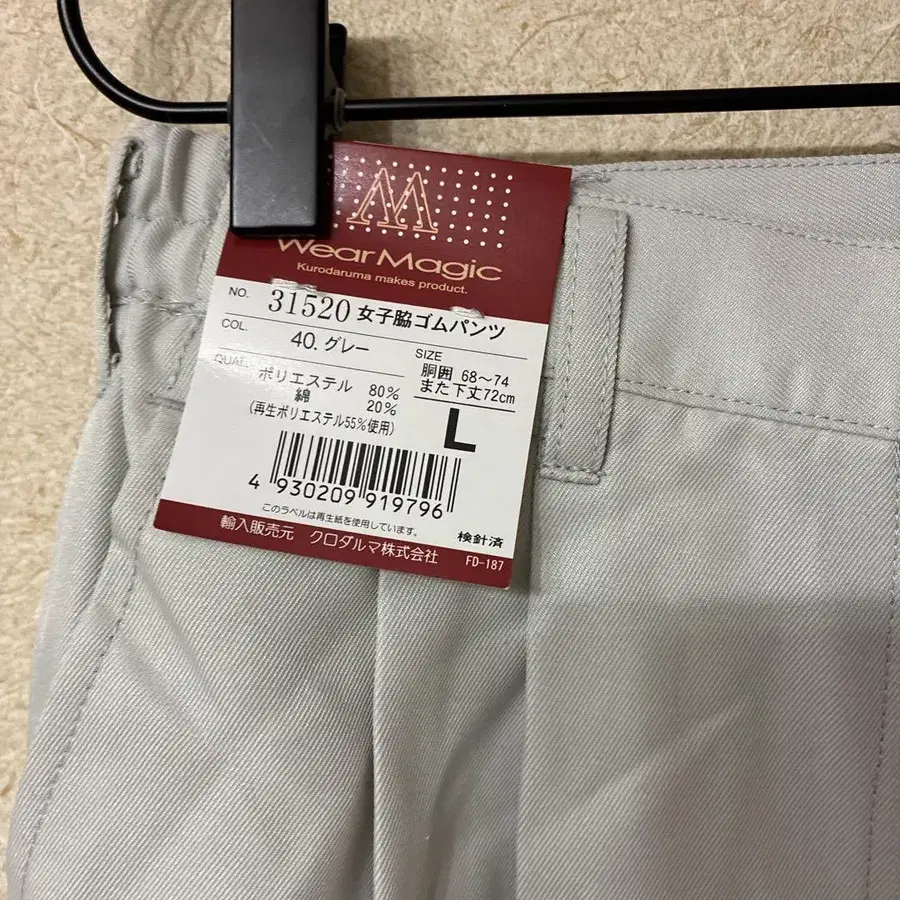 M
Wear Magic
Kurodaruma makes product.
NO. 31520 女子脇ゴムパンツ
COL. 40. グレー
SIZE
胴囲 68〜74
また下丈72cm
L
QUAL.
ポリエステル 80%
綿 20%
(再生ポリエステル55%使用)
4 930209 919796
このラベルは再生紙を使用しています。
検針済
輸入販売元 クロダルマ株式会社 FD-187